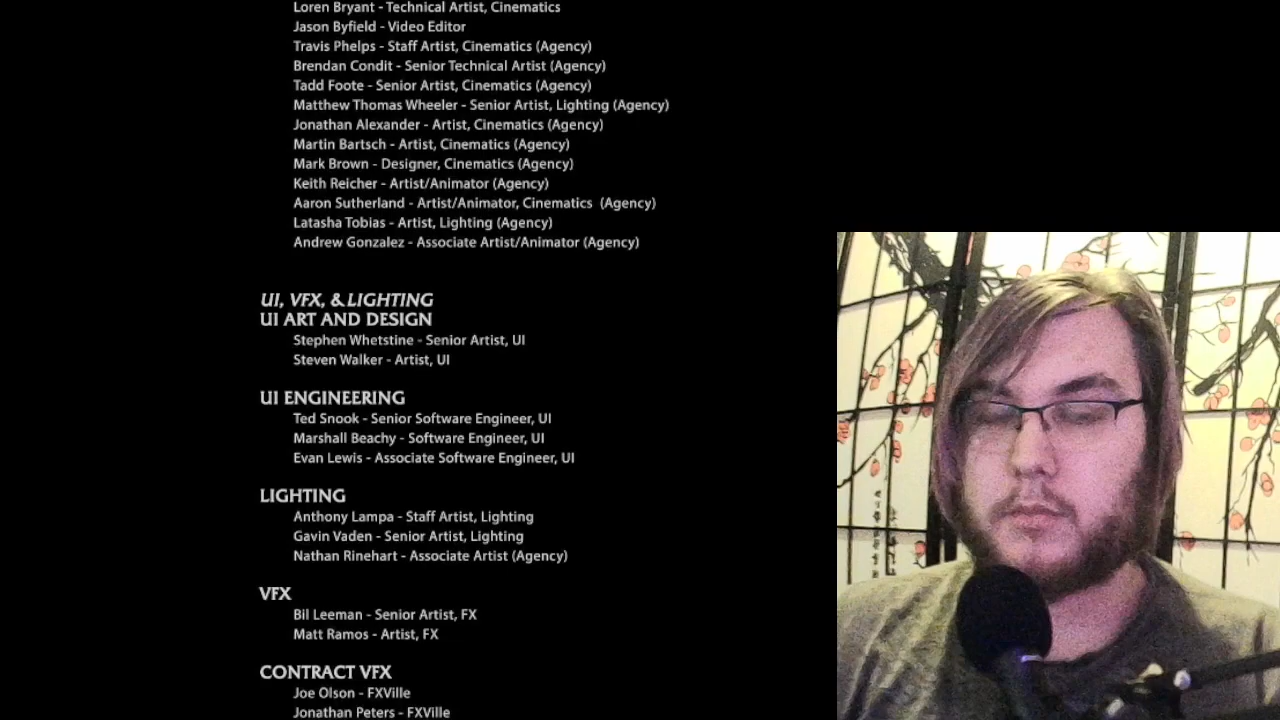 Loren Bryant - Technical Artist, Cinematics
Jason Byfield - Video Editor
Travis Phelps - Staff Artist, Cinematics (Agency)
Brendan Condit - Senior Technical Artist (Agency)
Tadd Foote - Senior Artist, Cinematics (Agency)
Matthew Thomas Wheeler - Senior Artist, Lighting (Agency)
Jonathan Alexander - Artist, Cinematics (Agency)
Martin Bartsch - Artist, Cinematics (Agency)
Mark Brown - Designer, Cinematics (Agency)
Keith Reicher - Artist/Animator (Agency)
Aaron Sutherland - Artist/Animator, Cinematics  (Agency)
Latasha Tobias - Artist, Lighting (Agency)
Andrew Gonzalez - Associate Artist/Animator (Agency)
UI, VFX, & LIGHTING
UI ART AND DESIGN
Stephen Whetstine - Senior Artist, UI
Steven Walker - Artist, UI
UI ENGINEERING
Ted Snook - Senior Software Engineer, UI
Marshall Beachy - Software Engineer, UI
Evan Lewis - Associate Software Engineer, UI
LIGHTING
Anthony Lampa - Staff Artist, Lighting
Gavin Vaden - Senior Artist, Lighting
Nathan Rinehart - Associate Artist (Agency)
VFX
Bil Leeman - Senior Artist, FX
Matt Ramos - Artist, FX
CONTRACT VFX
Joe Olson - FXVille
Jonathan Peters - FXVille